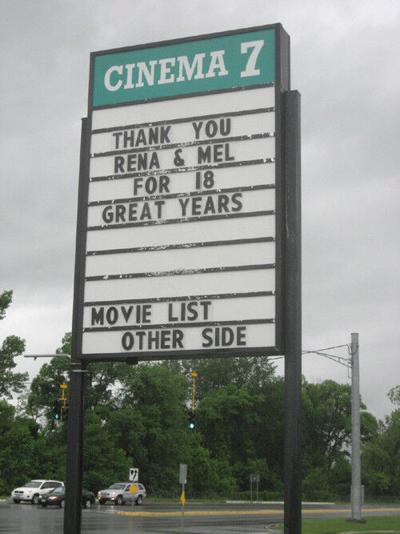 CINEMA 7
THANK YOU
RENA & MEL
FOR 18
GREAT YEARS
MOVIE LIST
OTHER SIDE